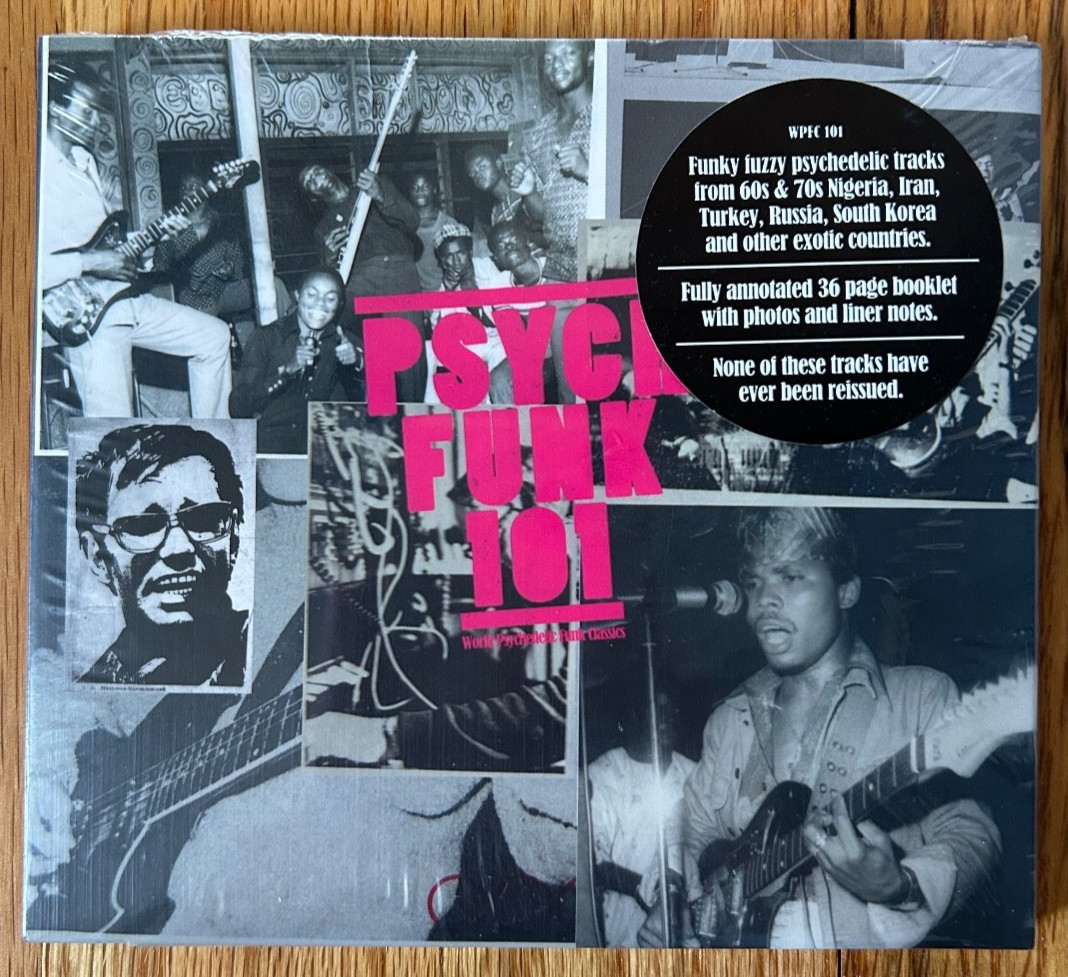 WPFC 101
Funky fuzzy psychedelic tracks
from 60s & 70s Nigeria, Iran,
Turkey, Russia, South Korea
and other exotic countries.
Fully annotated 36 page booklet
with photos and liner notes.
None of these tracks have
ever been reissued.
PSYCH
FUNK
101
World Psychedelic Funk Classics